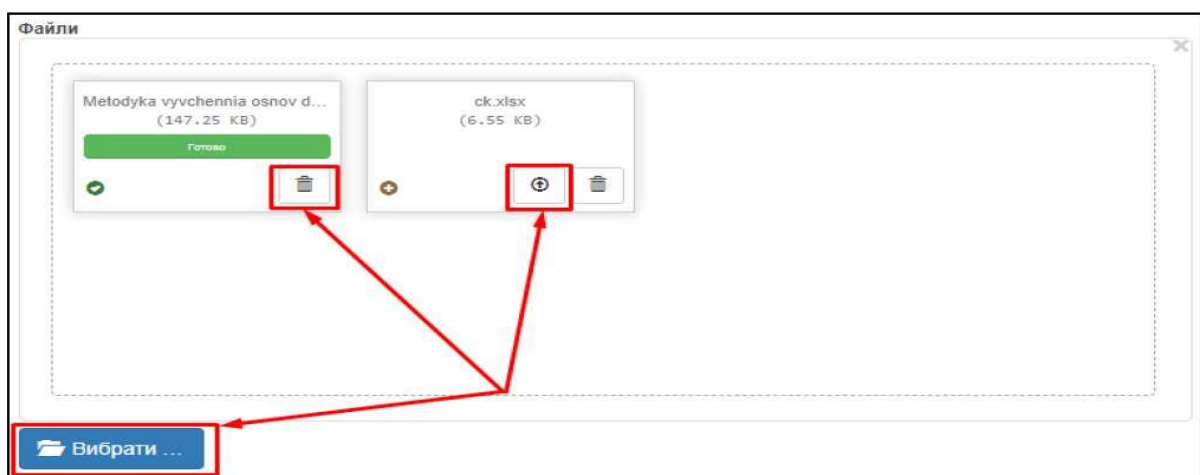 Файли
Metodyka vyvchennia osnov d...
(147.25 KB)
Готово
ck.xlsx
(6.55 KB)
Вибрати ...